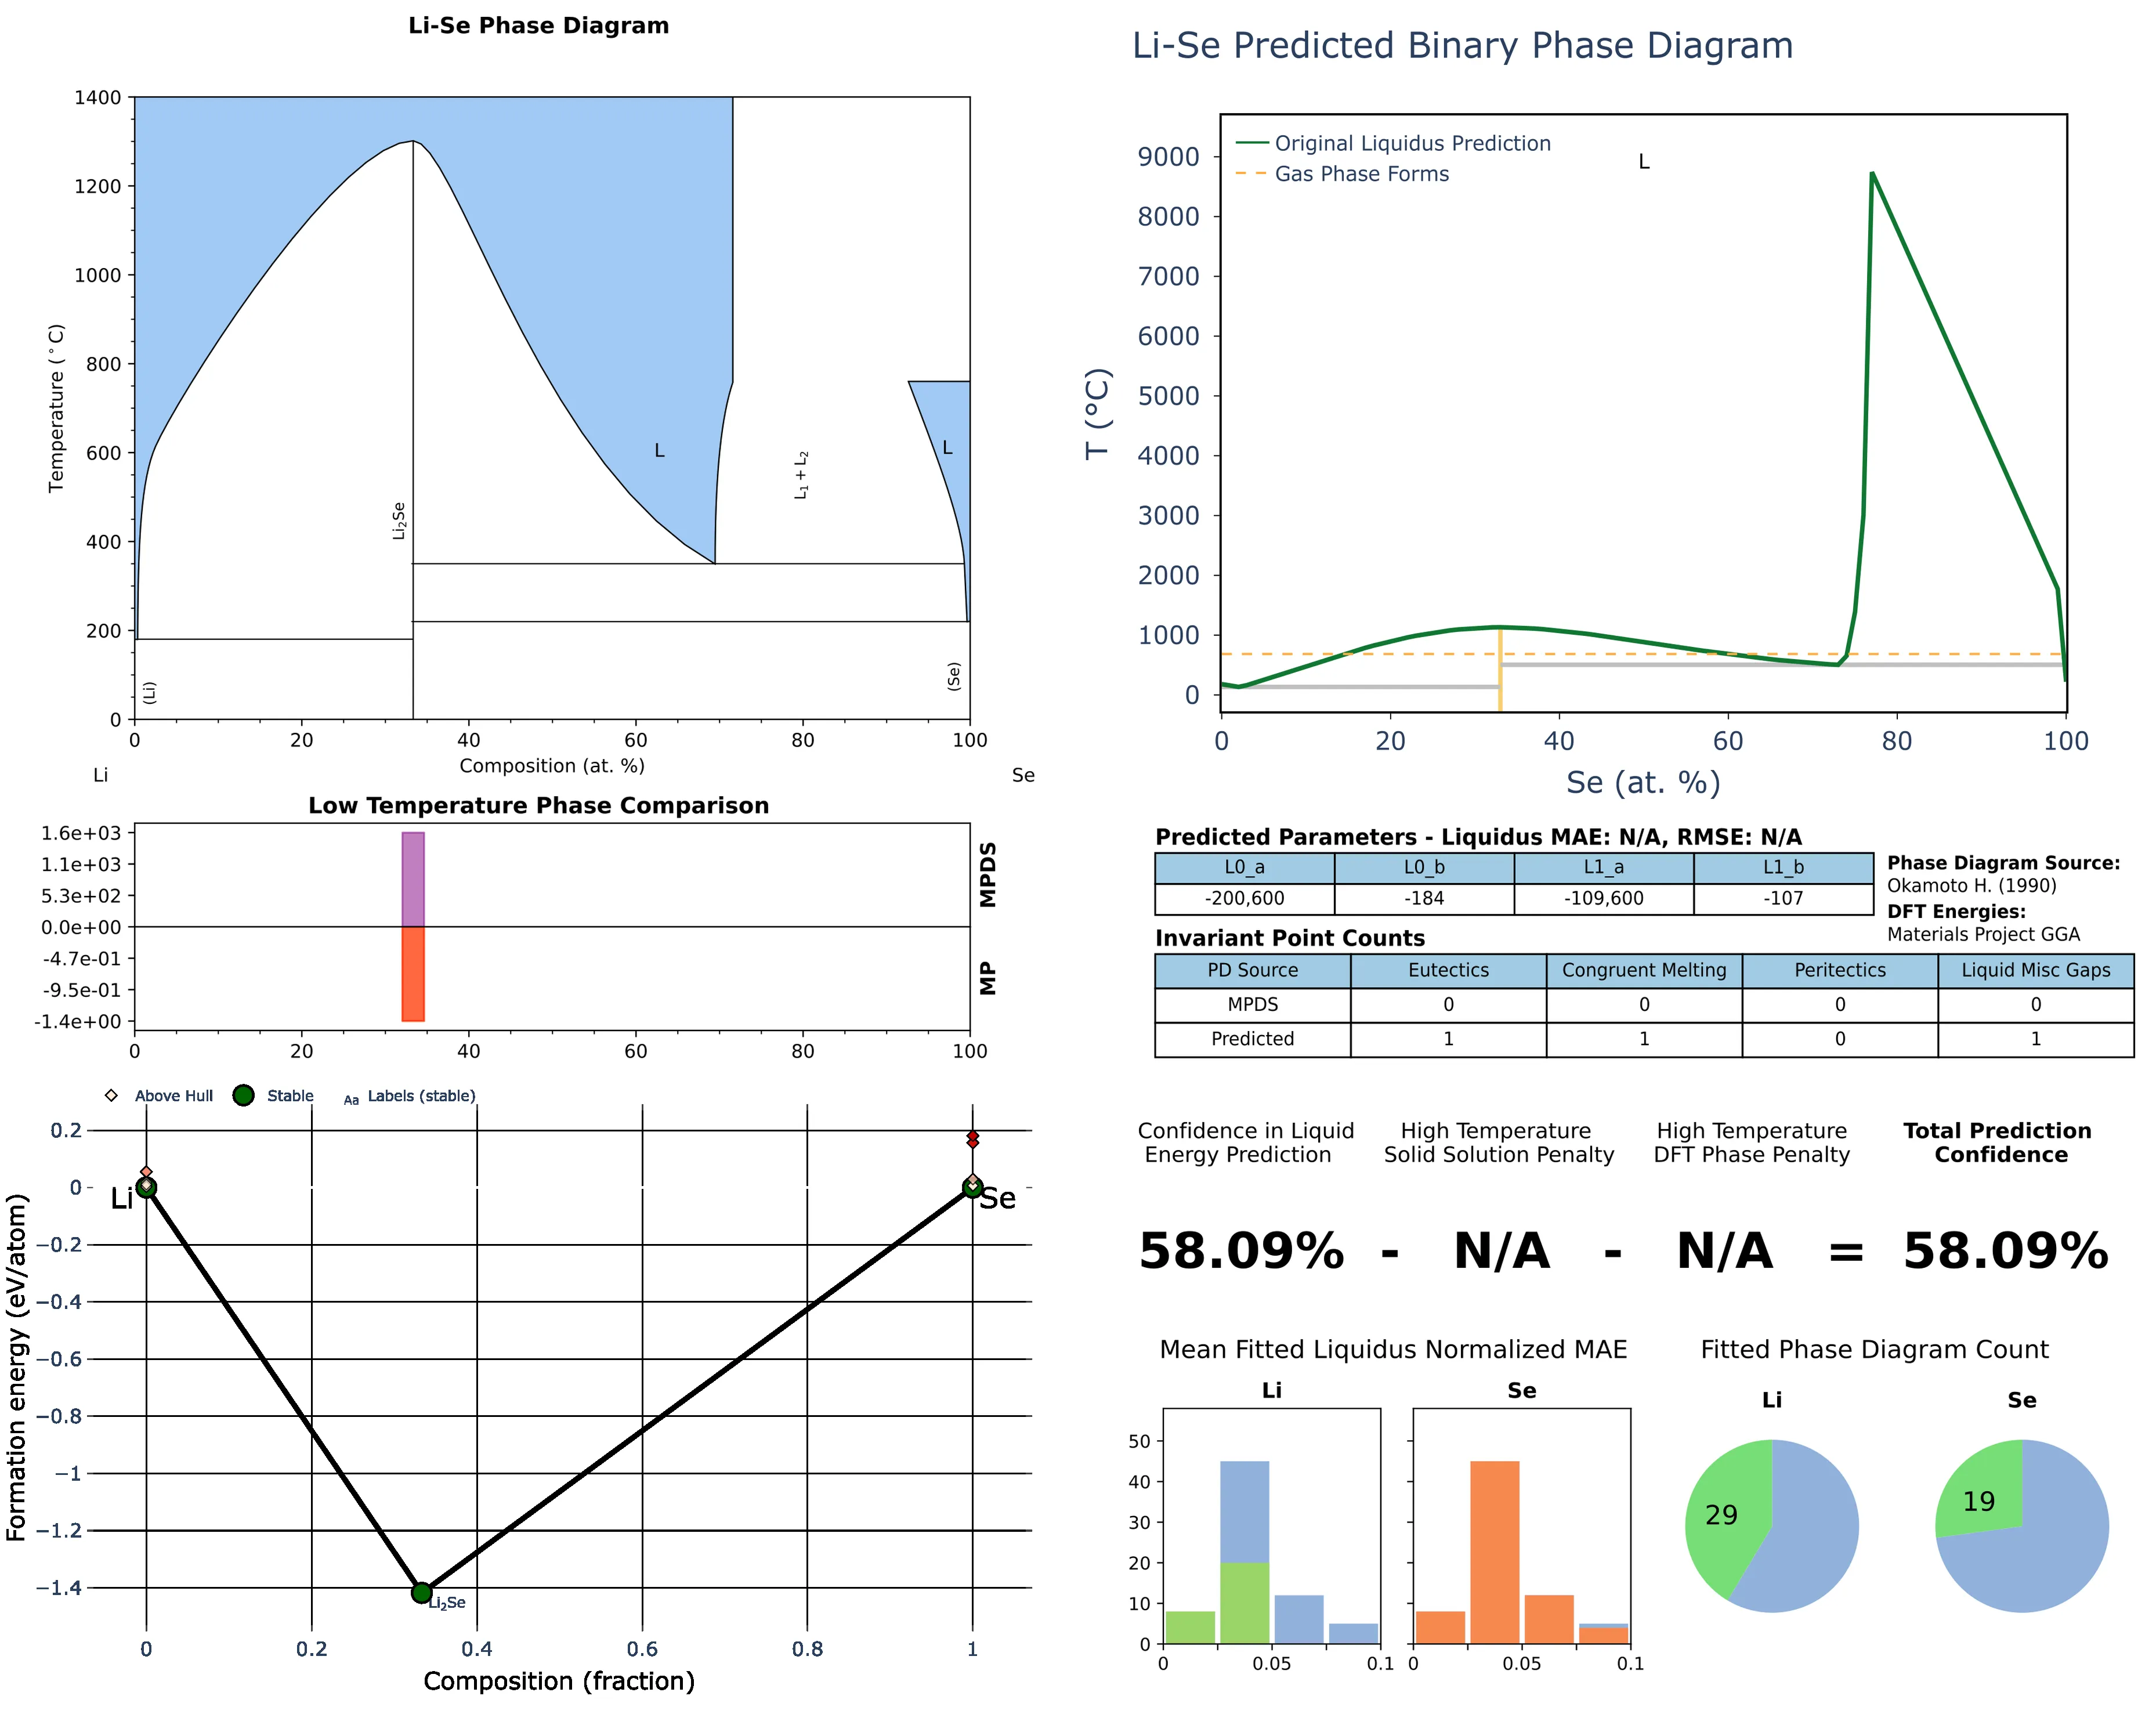 Li-Se Phase Diagram
1400
1200
1000
800
600
400
200
0
Temperature (°C)
L
L
L₁ + L₂
Li₂Se
(Li)
(Se)
0 20 40 60 80 100
Composition (at. %)
Li Se
Li-Se Predicted Binary Phase Diagram
Original Liquidus Prediction
Gas Phase Forms
L
9000
8000
7000
6000
5000
4000
3000
2000
1000
0
T (°C)
0 20 40 60 80 100
Se (at. %)
Low Temperature Phase Comparison
1.6e+03
1.1e+03
5.3e+02
0.0e+00
-4.7e-01
-9.5e-01
-1.4e+00
MPDS
MP
0 20 40 60 80 100
Predicted Parameters - Liquidus MAE: N/A, RMSE: N/A
L0_a L0_b L1_a L1_b
-200,600 -184 -109,600 -107
Phase Diagram Source:
Okamoto H. (1990)
DFT Energies:
Materials Project GGA
Invariant Point Counts
PD Source Eutectics Congruent Melting Peritectics Liquid Misc Gaps
MPDS 0 0 0 0
Predicted 1 1 0 1
Above Hull Stable Aa Labels (stable)
0.2
0
−0.2
−0.4
−0.6
−0.8
−1
−1.2
−1.4
Formation energy (eV/atom)
Li
Se
Li₂Se
0 0.2 0.4 0.6 0.8 1
Composition (fraction)
Confidence in Liquid
Energy Prediction
High Temperature
Solid Solution Penalty
High Temperature
DFT Phase Penalty
Total Prediction
Confidence
58.09% - N/A - N/A = 58.09%
Mean Fitted Liquidus Normalized MAE
Li
Se
50
40
30
20
10
0
0 0.05 0.1
0 0.05 0.1
Fitted Phase Diagram Count
Li
Se
29
19